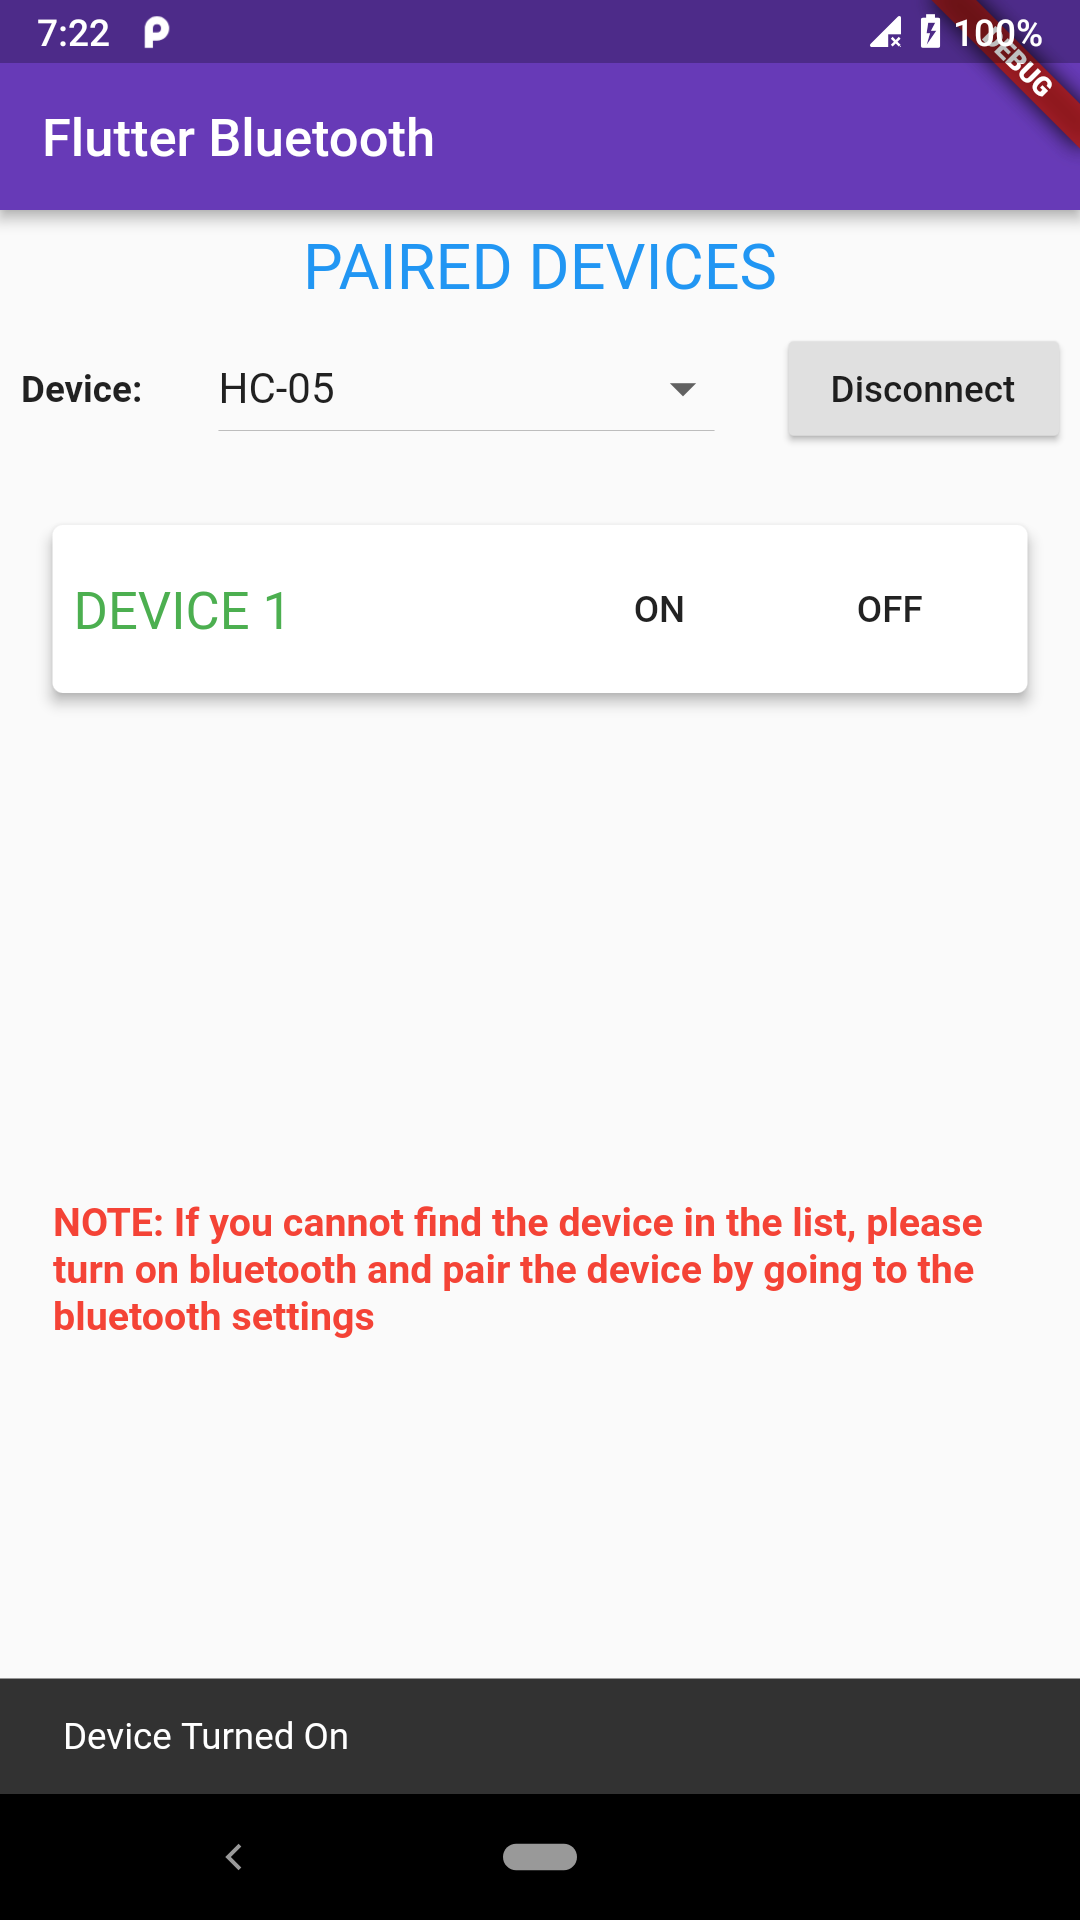 7:22 100%
DEBUG
Flutter Bluetooth
PAIRED DEVICES
Device: HC-05 Disconnect
DEVICE 1 ON OFF
NOTE: If you cannot find the device in the list, please
turn on bluetooth and pair the device by going to the
bluetooth settings
Device Turned On